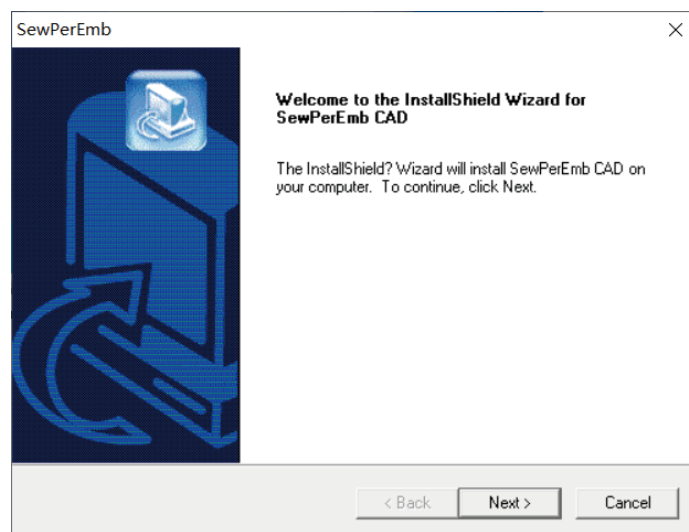 SewPerEmb
Welcome to the InstallShield Wizard for
SewPerEmb CAD
The InstallShield? Wizard will install SewPerEmb CAD on
your computer. To continue, click Next.
< Back
Next >
Cancel